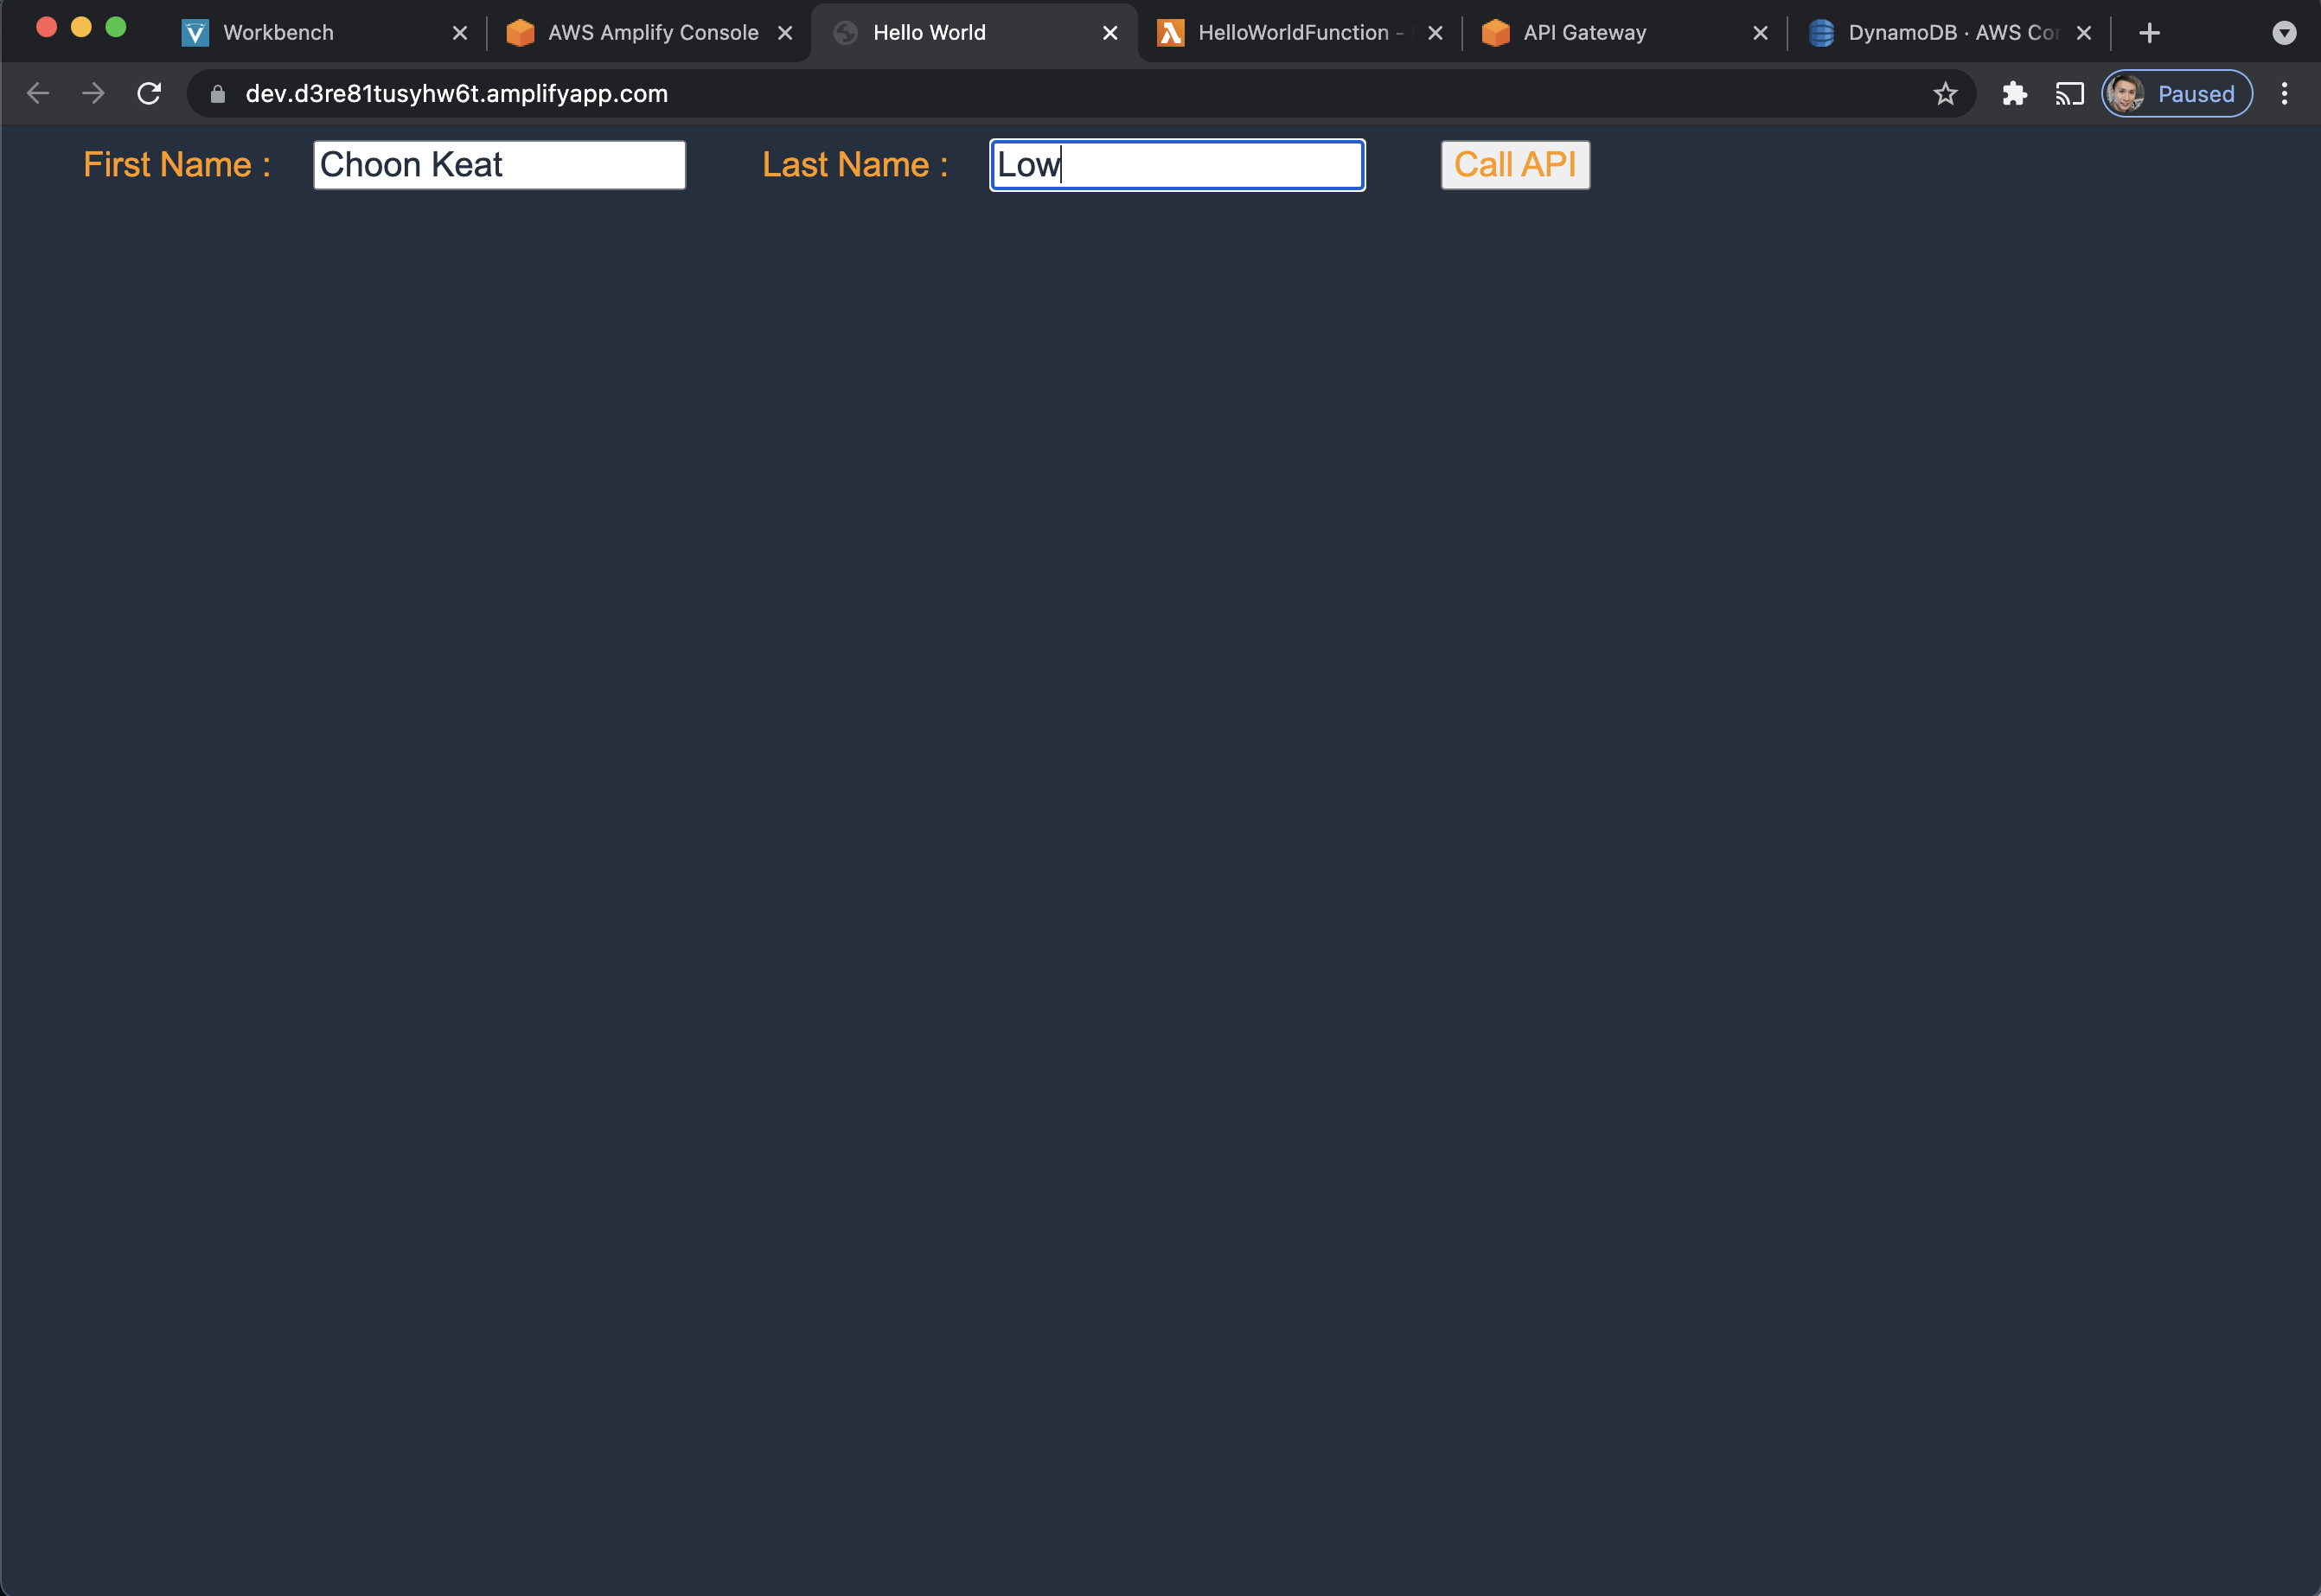 Workbench
AWS Amplify Console
Hello World
HelloWorldFunction -
API Gateway
DynamoDB · AWS Cor
dev.d3re81tusyhw6t.amplifyapp.com
Paused
First Name : Choon Keat Last Name : Low Call API